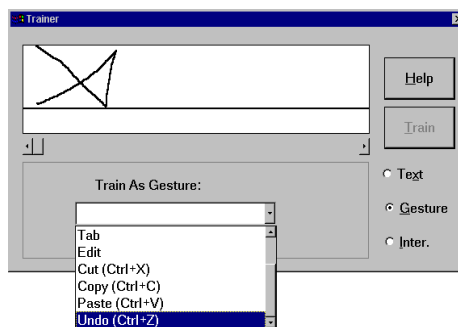 Trainer
Help
Train
Train As Gesture:
Text
Gesture
Inter.
Tab
Edit
Cut (Ctrl+X)
Copy (Ctrl+C)
Paste (Ctrl+V)
Undo (Ctrl+Z)